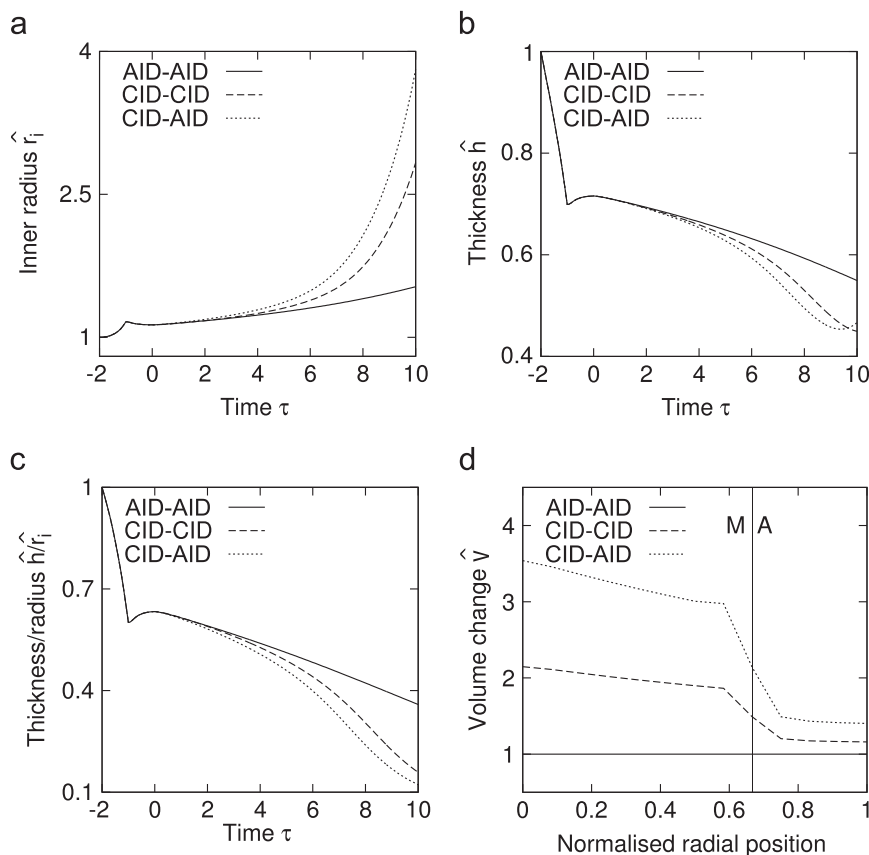 a
4
AID-AID
CID-CID
CID-AID
Inner radius r̂ᵢ
2.5
1
-2 0 2 4 6 8 10
Time τ
b
1
AID-AID
CID-CID
CID-AID
0.8
Thickness ĥ
0.6
0.4
-2 0 2 4 6 8 10
Time τ
c
1
AID-AID
CID-CID
CID-AID
Thickness/radius ĥ/r̂ᵢ
0.7
0.4
0.1
-2 0 2 4 6 8 10
Time τ
d
AID-AID
CID-CID
CID-AID
M A
4
Volume change v̂
3
2
1
0 0.2 0.4 0.6 0.8 1
Normalised radial position